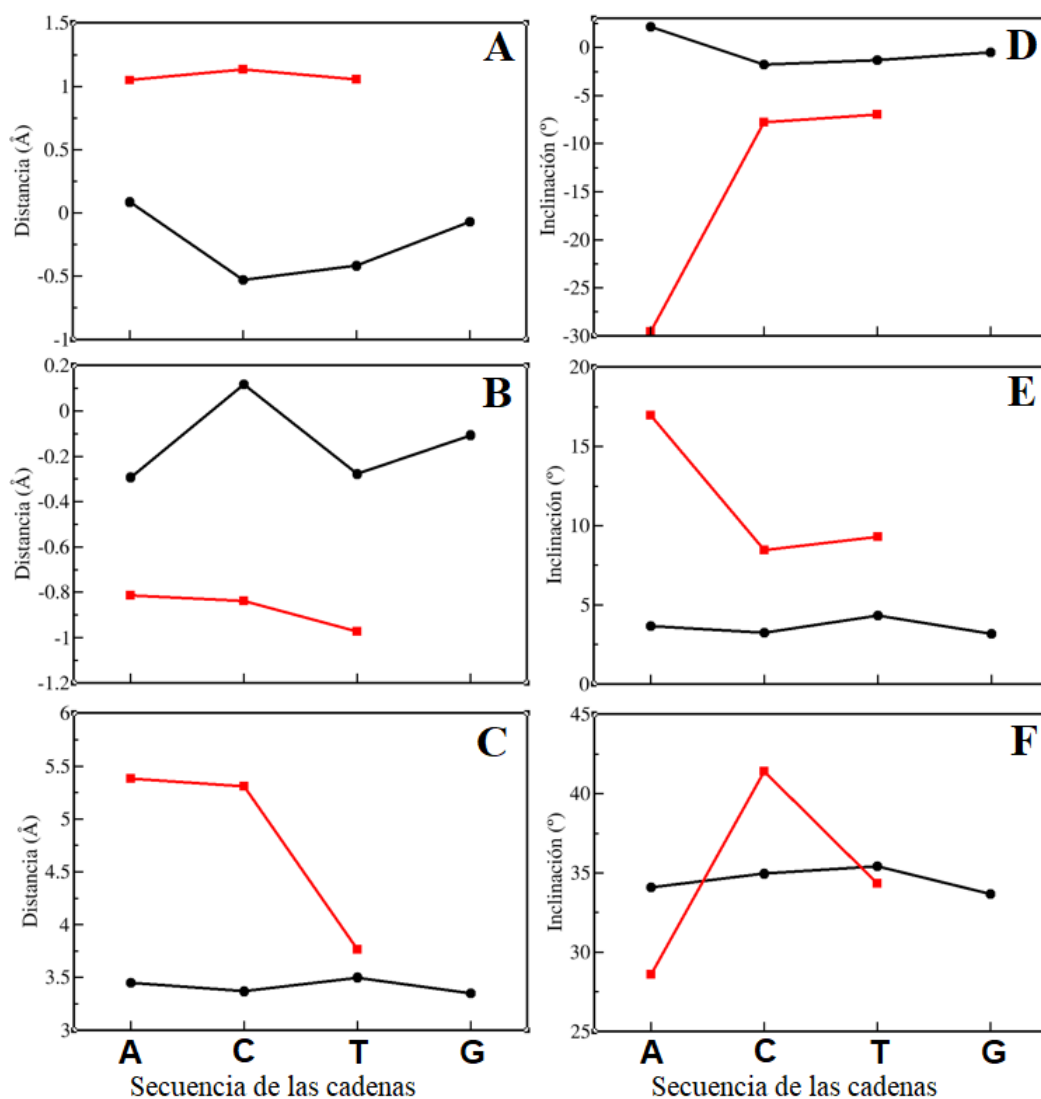 A
Distancia (Å)
1.5
1
0.5
0
-0.5
-1
D
Inclinación (º)
0
-5
-10
-15
-20
-25
-30
B
Distancia (Å)
0.2
0
-0.2
-0.4
-0.6
-0.8
-1
-1.2
E
Inclinación (º)
20
15
10
5
0
C
Distancia (Å)
6
5.5
5
4.5
4
3.5
3
A C T G
Secuencia de las cadenas
F
Inclinación (º)
45
40
35
30
25
A C T G
Secuencia de las cadenas